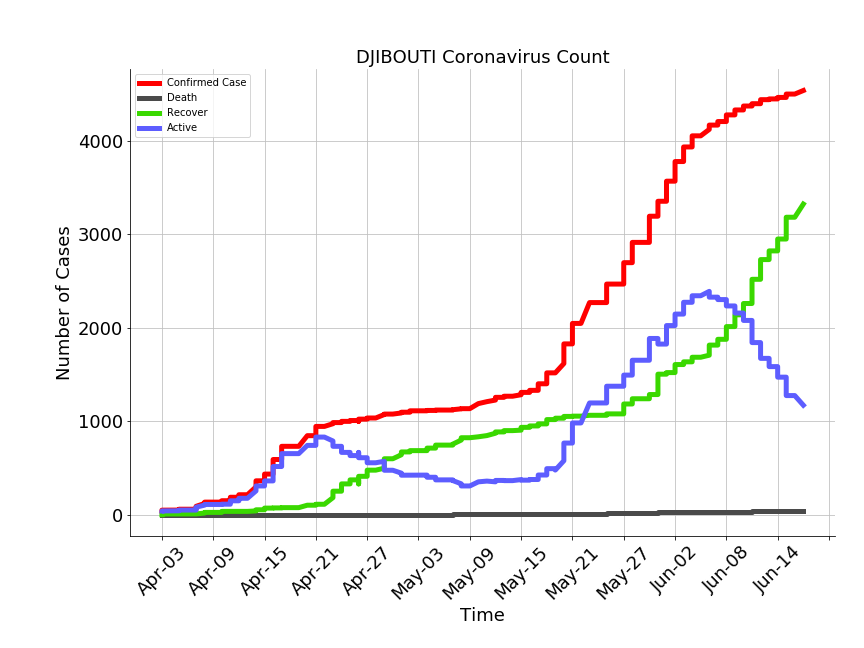 DJIBOUTI Coronavirus Count
Confirmed Case
Death
Recover
Active
Number of Cases
4000
3000
2000
1000
0
Apr-03
Apr-09
Apr-15
Apr-21
Apr-27
May-03
May-09
May-15
May-21
May-27
Jun-02
Jun-08
Jun-14
Time